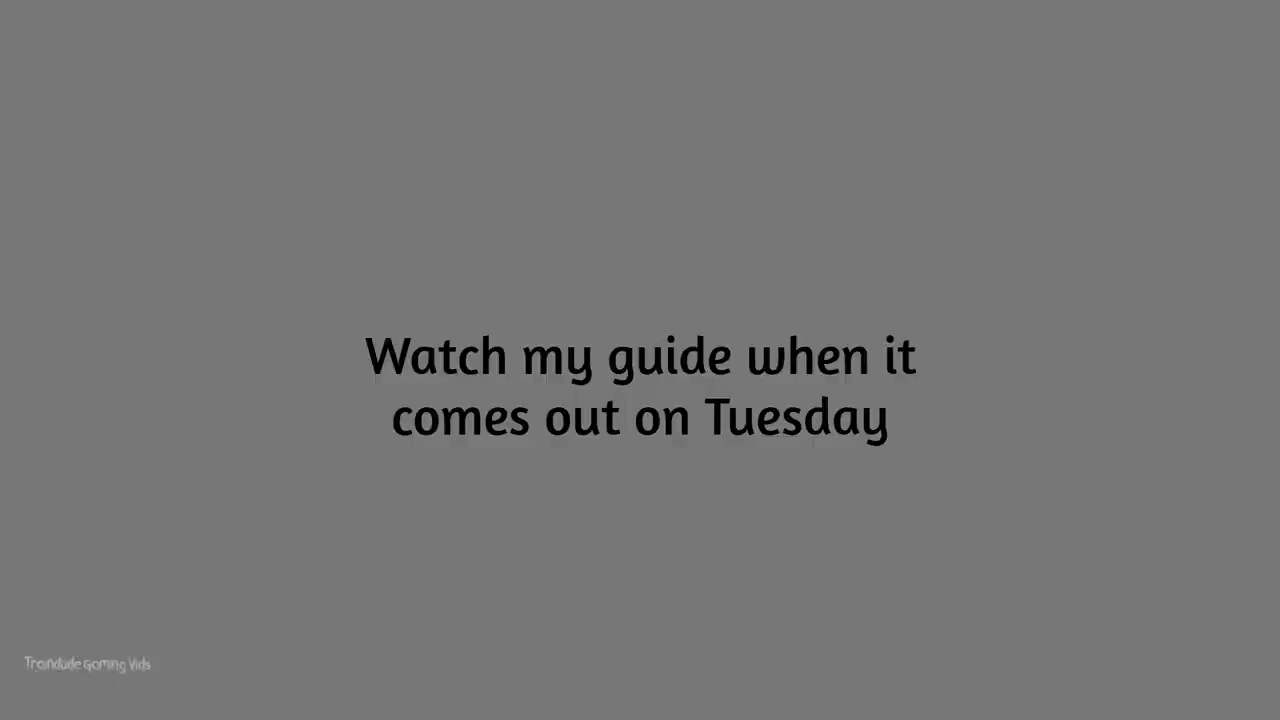 Watch my guide when it
comes out on Tuesday
Traindude Gaming Vids